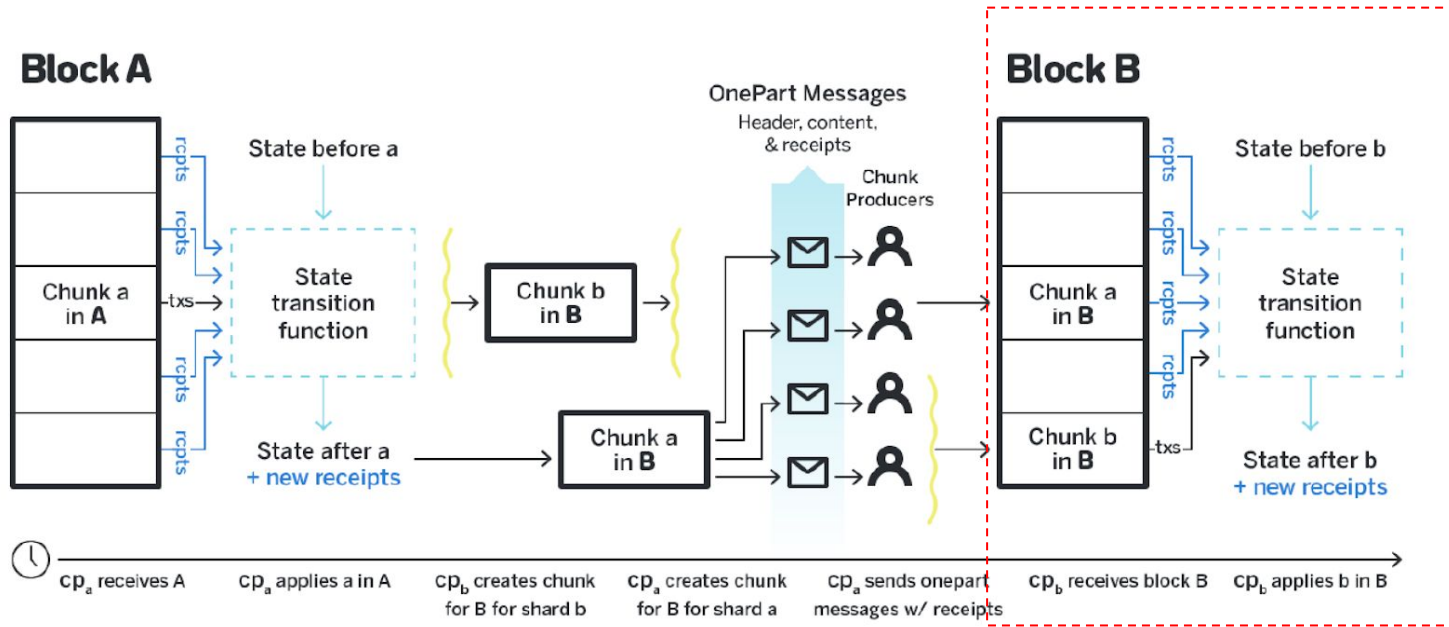 Block A
rcpts
rcpts
Chunk a
in A
txs
rcpts
rcpts
State before a
State
transition
function
State after a
+ new receipts
Chunk b
in B
Chunk a
in B
OnePart Messages
Header, content,
& receipts
Chunk
Producers
Block B
rcpts
rcpts
Chunk a
in B
rcpts
rcpts
Chunk b
in B
txs
State before b
State
transition
function
State after b
+ new receipts
cpa receives A
cpa applies a in A
cpb creates chunk
for B for shard b
cpa creates chunk
for B for shard a
cpa sends onepart
messages w/ receipts
cpb receives block B
cpb applies b in B